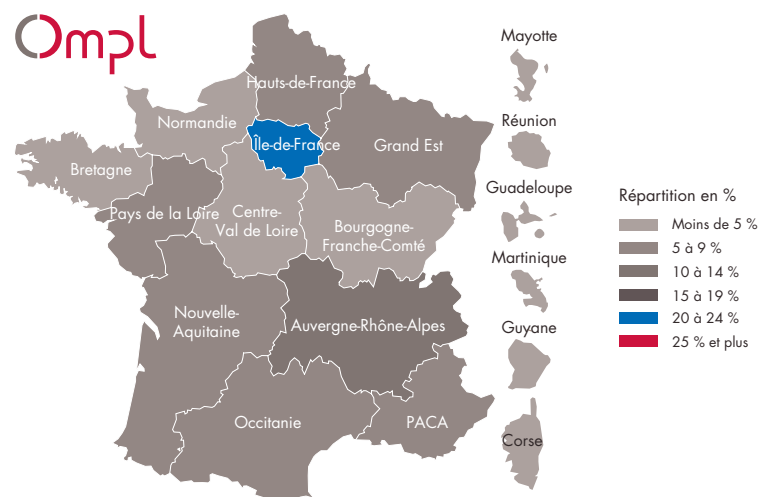 Ompl
Mayotte
Hauts-de-France
Normandie
Réunion
Île-de-France
Grand Est
Bretagne
Guadeloupe
Pays de la Loire
Centre-
Val de Loire
Bourgogne-
Franche-Comté
Martinique
Nouvelle-
Aquitaine
Auvergne-Rhône-Alpes
Guyane
Occitanie
PACA
Corse
Répartition en %
Moins de 5 %
5 à 9 %
10 à 14 %
15 à 19 %
20 à 24 %
25 % et plus